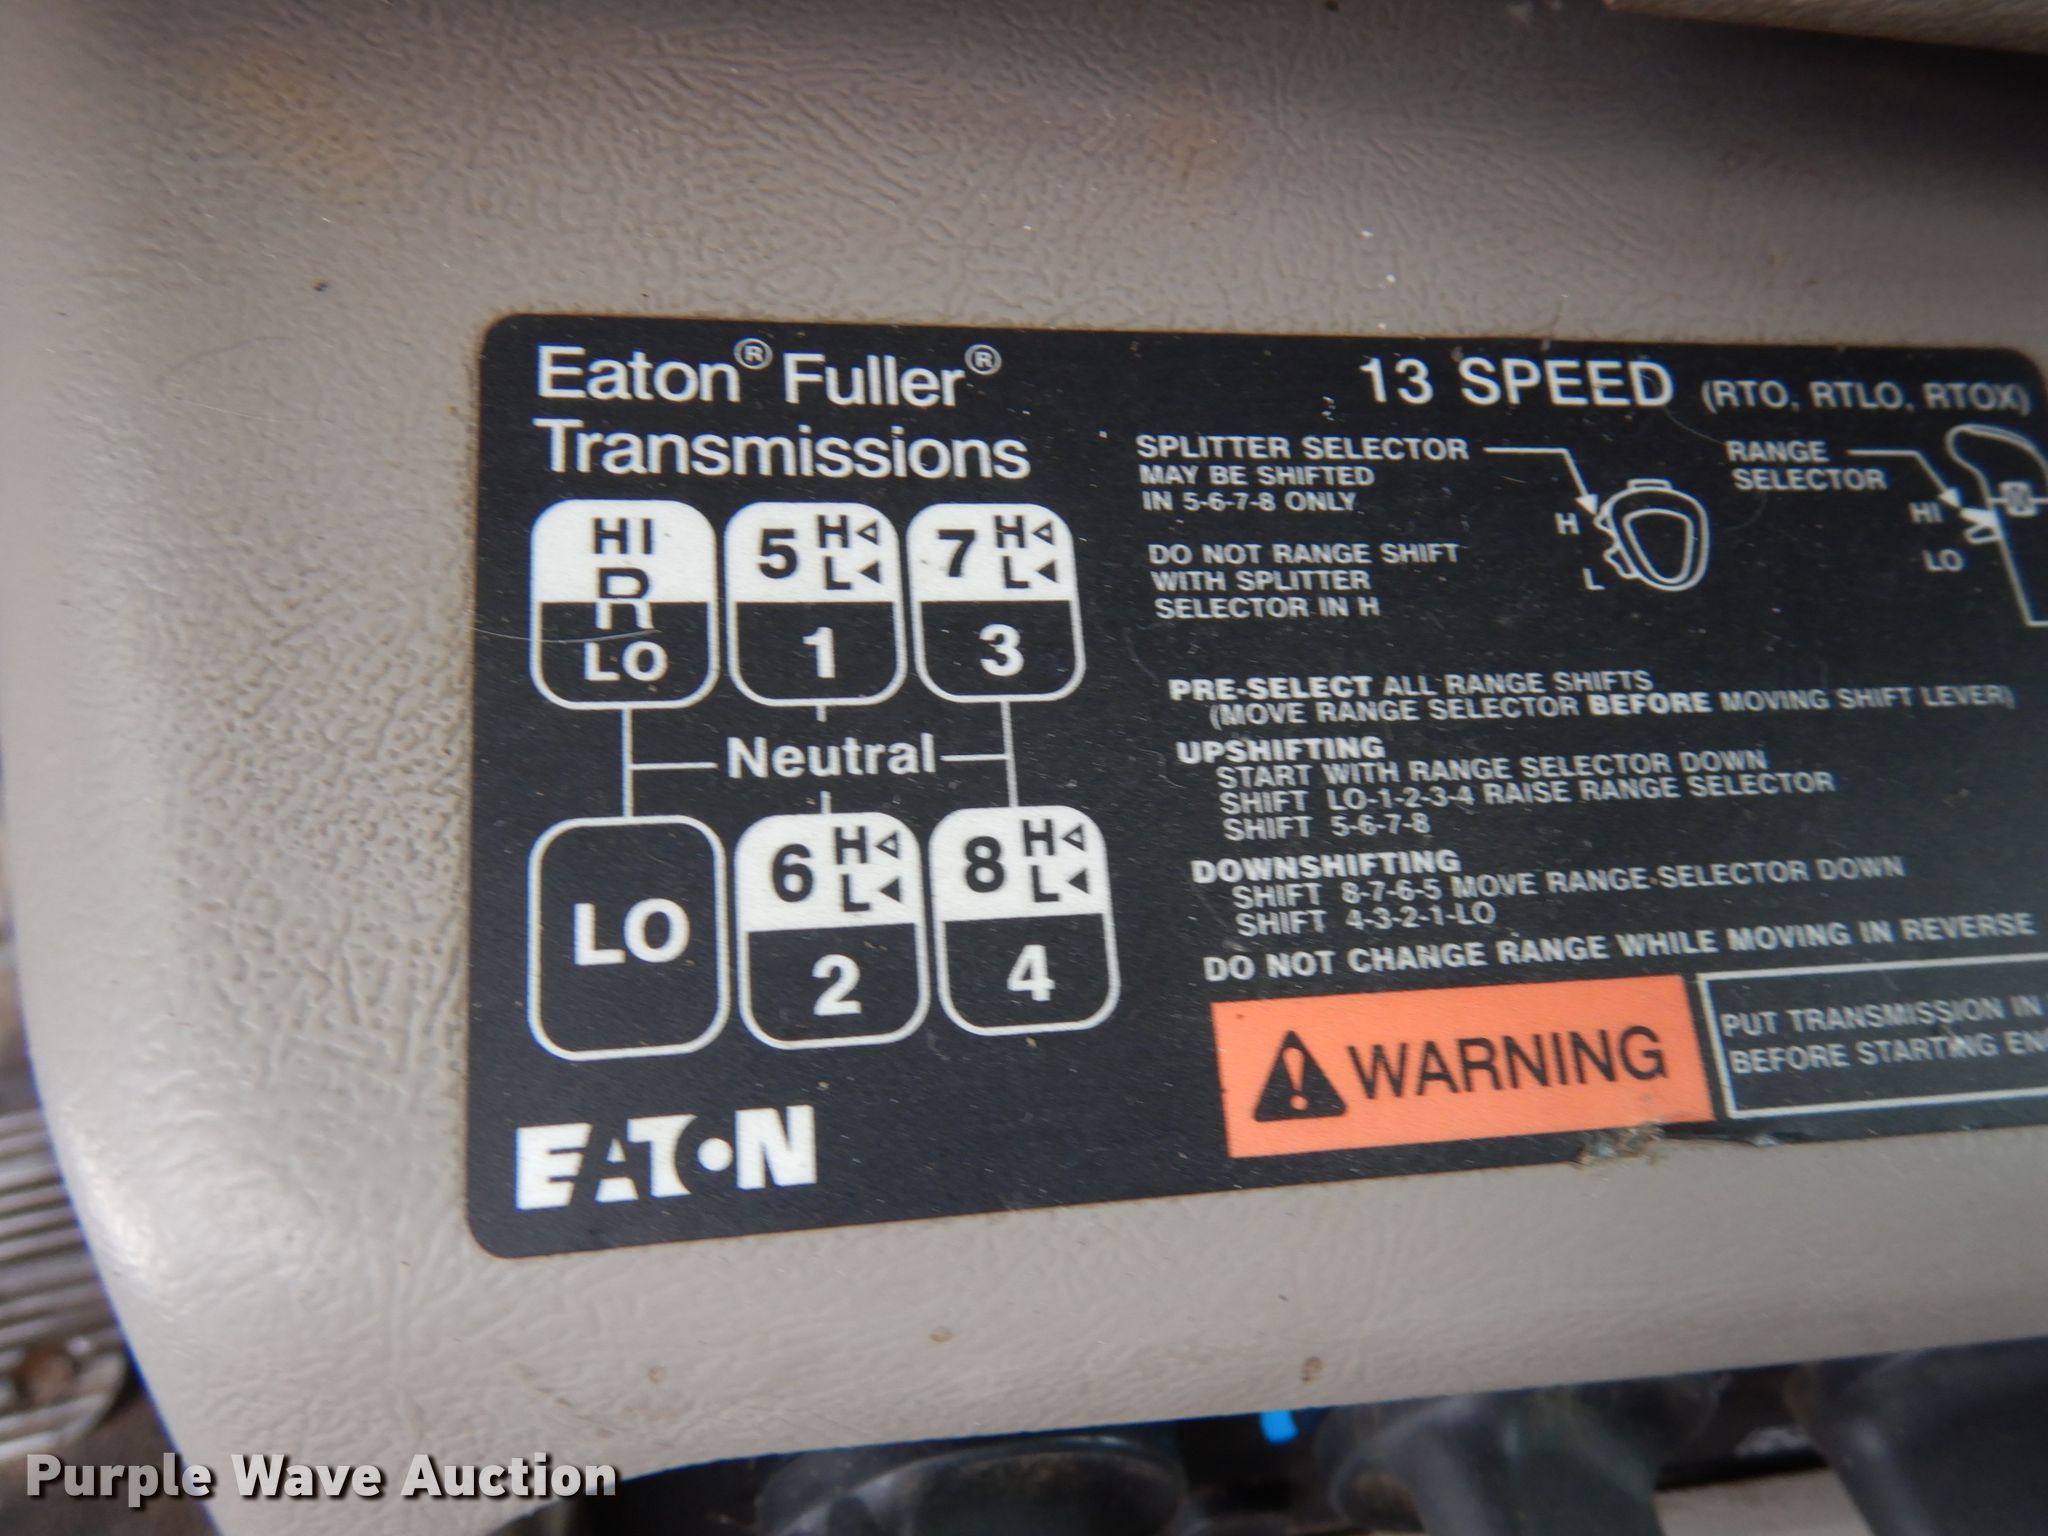 Eaton® Fuller®
Transmissions
HI
R
LO
5 H
L
1
7 H
L
3
Neutral
LO
6 H
L
2
8 H
L
4
EATON
13 SPEED (RTO, RTLO, RTOX)
SPLITTER SELECTOR
MAY BE SHIFTED
IN 5-6-7-8 ONLY
H
L
RANGE
SELECTOR
HI
LO
DO NOT RANGE SHIFT
WITH SPLITTER
SELECTOR IN H
PRE-SELECT ALL RANGE SHIFTS
(MOVE RANGE SELECTOR BEFORE MOVING SHIFT LEVER)
UPSHIFTING
START WITH RANGE SELECTOR DOWN
SHIFT LO-1-2-3-4 RAISE RANGE SELECTOR
SHIFT 5-6-7-8
DOWNSHIFTING
SHIFT 8-7-6-5 MOVE RANGE SELECTOR DOWN
SHIFT 4-3-2-1-LO
DO NOT CHANGE RANGE WHILE MOVING IN REVERSE
WARNING
PUT TRANSMISSION IN
BEFORE STARTING
Purple Wave Auction